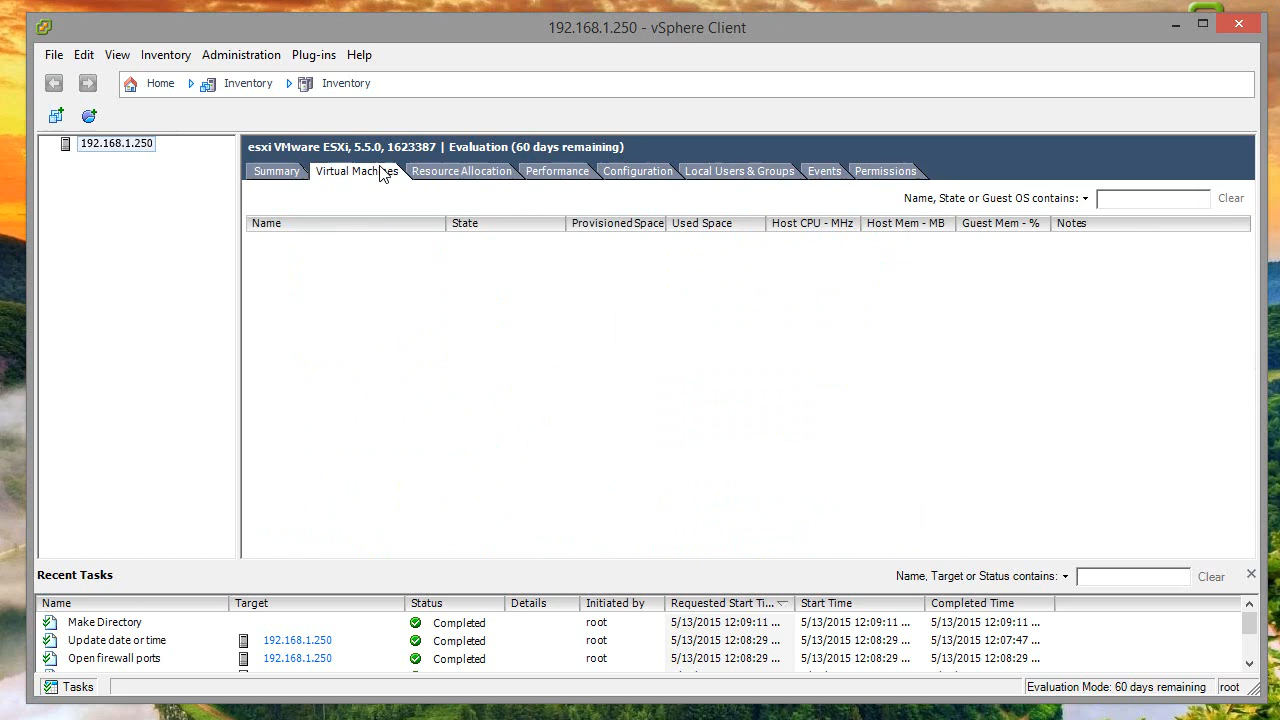 192.168.1.250 - vSphere Client
File Edit View Inventory Administration Plug-ins Help
Home Inventory Inventory
192.168.1.250
esxi VMware ESXi, 5.5.0, 1623387 | Evaluation (60 days remaining)
Summary Virtual Machines Resource Allocation Performance Configuration Local Users & Groups Events Permissions
Name, State or Guest OS contains: Clear
Name State Provisioned Space Used Space Host CPU - MHz Host Mem - MB Guest Mem - % Notes
Recent Tasks
Name, Target or Status contains: Clear
Name Target Status Details Initiated by Requested Start Ti... Start Time Completed Time
Make Directory Completed root 5/13/2015 12:09:11 ... 5/13/2015 12:09:11 ... 5/13/2015 12:09:11 ...
Update date or time 192.168.1.250 Completed root 5/13/2015 12:08:29 ... 5/13/2015 12:08:29 ... 5/13/2015 12:07:47 ...
Open firewall ports 192.168.1.250 Completed root 5/13/2015 12:08:29 ... 5/13/2015 12:08:29 ... 5/13/2015 12:08:29 ...
Tasks Evaluation Mode: 60 days remaining root